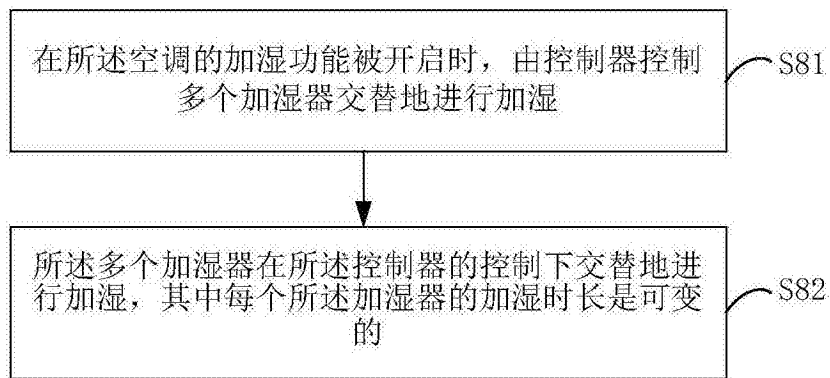 在所述空调的加湿功能被开启时，由控制器控制
多个加湿器交替地进行加湿
S81
所述多个加湿器在所述控制器的控制下交替地进
行加湿，其中每个所述加湿器的加湿时长是可变
的
S82